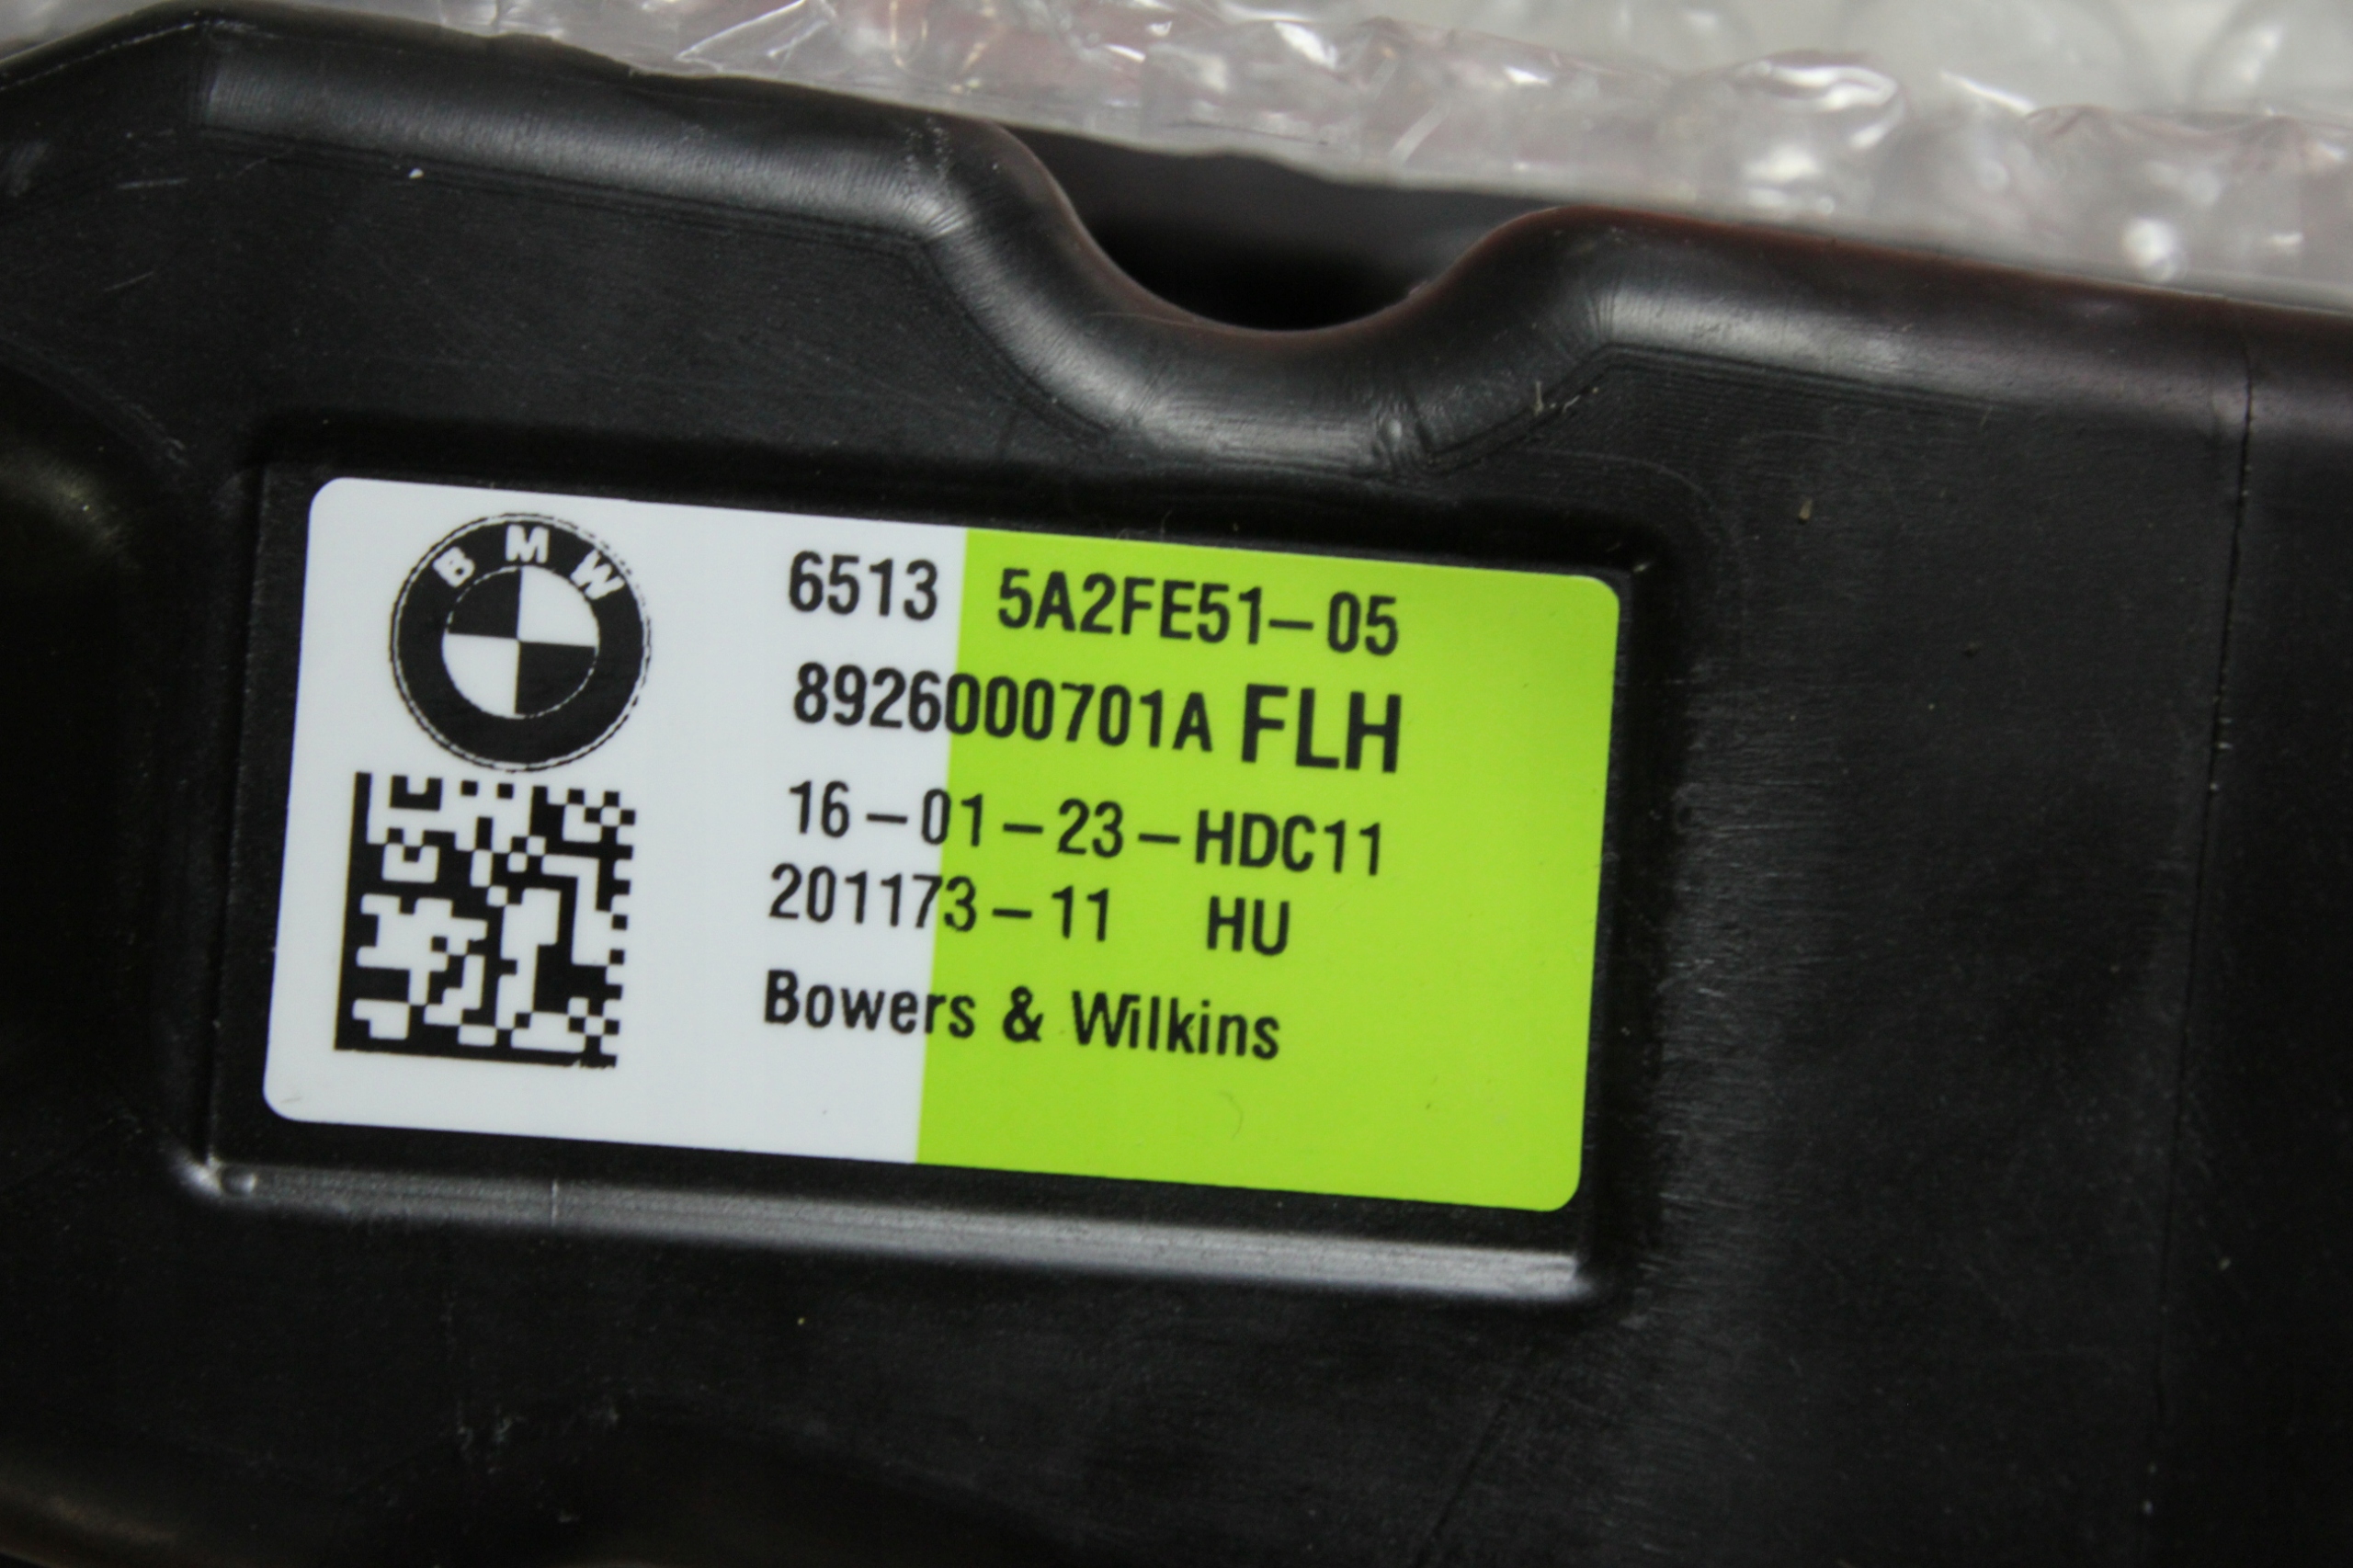 BMW
6513 5A2FE51-05
8926000701A FLH
16-01-23-HDC11
201173-11 HU
Bowers & Wilkins